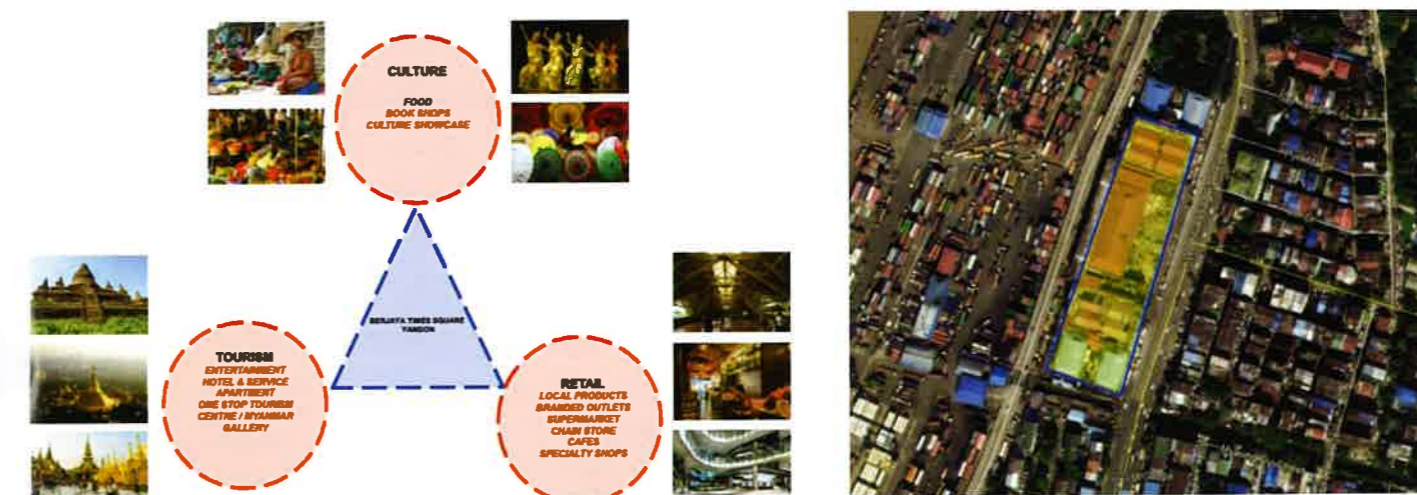 CULTURE
FOOD
BOOK SHOPS
CULTURE SHOWCASE
BERJAYA TIMES SQUARE
YANGON
TOURISM
ENTERTAINMENT
HOTEL & SERVICE
APARTMENT
ONE STOP TOURISM
CENTRE / MYANMAR
GALLERY
RETAIL
LOCAL PRODUCTS
BRANDED OUTLETS
SUPERMARKET
CHAIN STORE
CAFES
SPECIALTY SHOPS